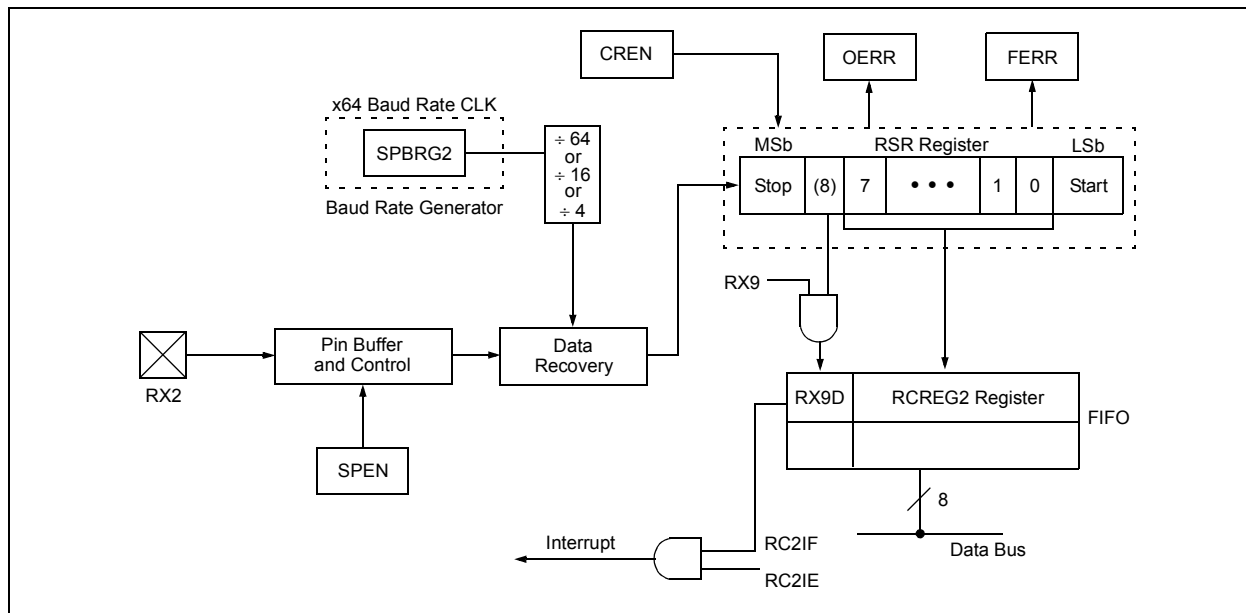 CREN
OERR
FERR
x64 Baud Rate CLK
SPBRG2
Baud Rate Generator
÷ 64
or
÷ 16
or
÷ 4
MSb
RSR Register
LSb
Stop
(8)
7
• • •
1
0
Start
RX9
Pin Buffer
and Control
Data
Recovery
RX2
SPEN
RX9D
RCREG2 Register
FIFO
8
Data Bus
Interrupt
RC2IF
RC2IE